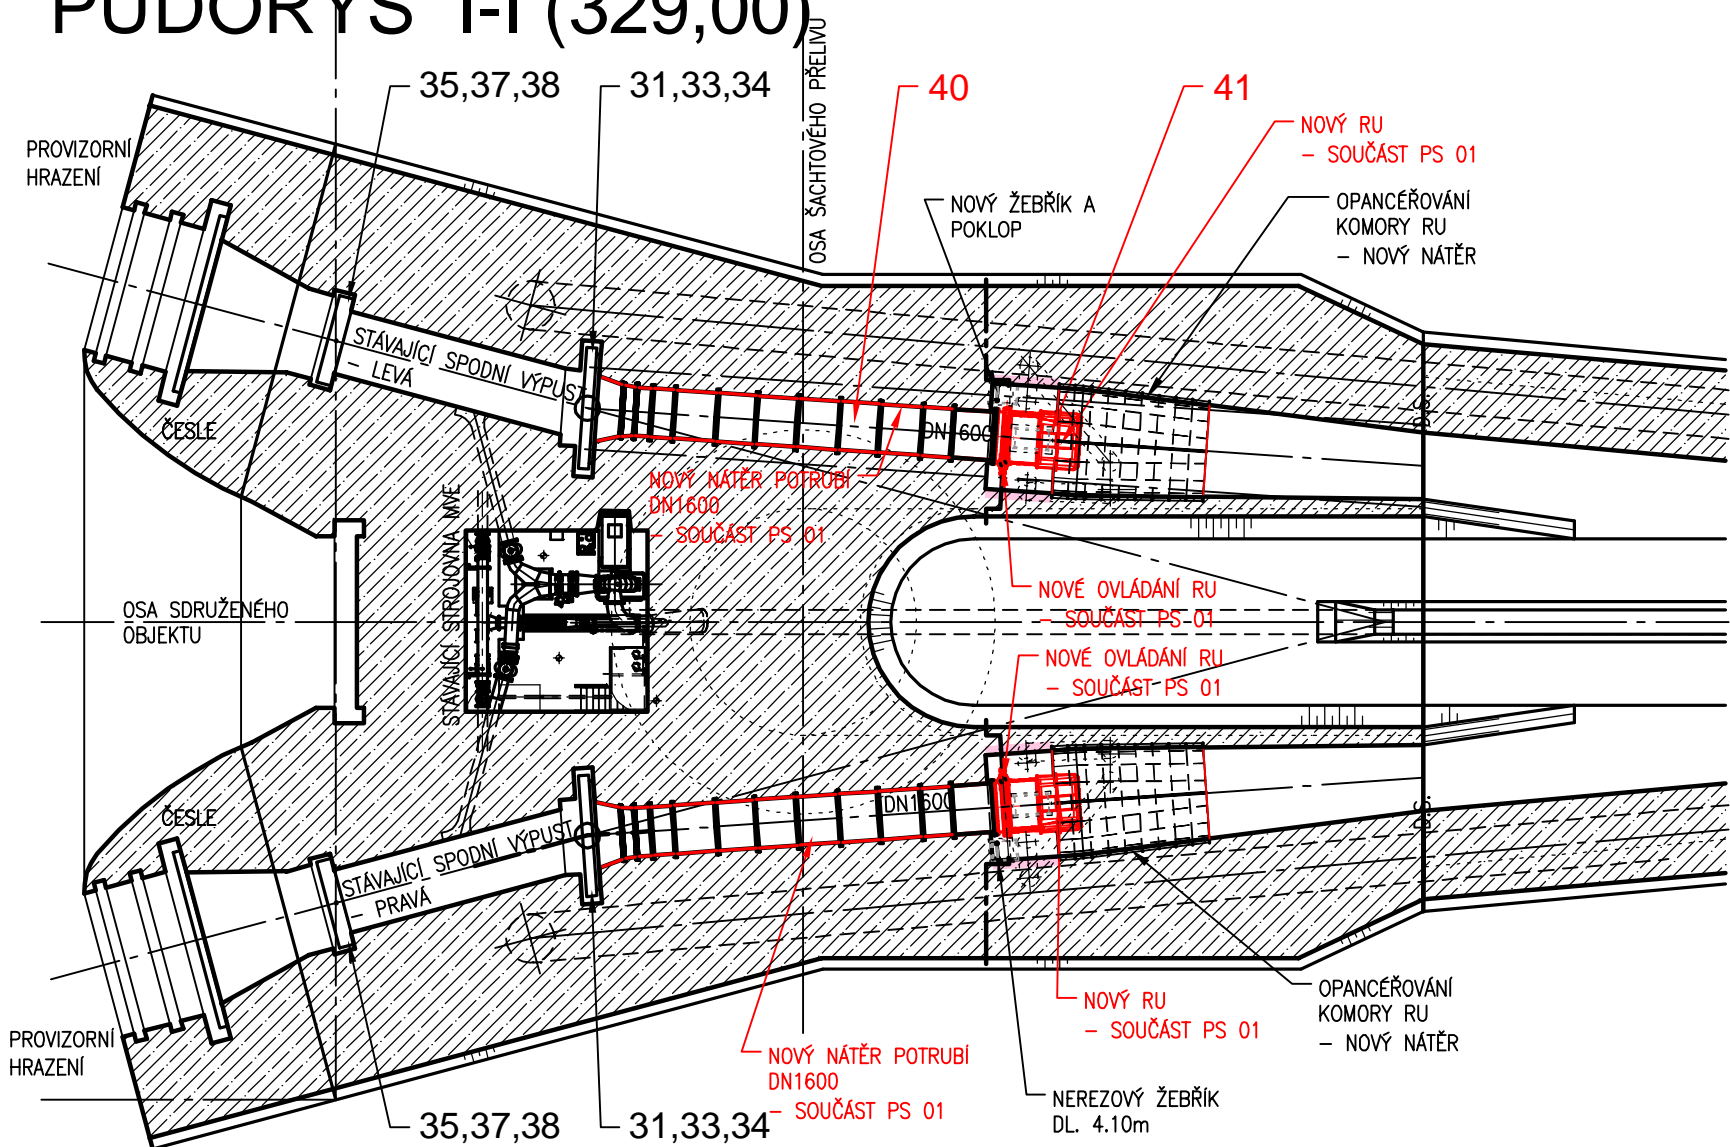 PŮDORYS I-I (329,00)
35,37,38
31,33,34
40
41
OSA ŠACHTOVÉHO PŘELIVU
NOVÝ RU
– SOUČÁST PS 01
PROVIZORNÍ
HRAZENÍ
NOVÝ ŽEBŘÍK A
POKLOP
OPANCÉŘOVÁNÍ
KOMORY RU
– NOVÝ NÁTĚR
STÁVAJÍCÍ SPODNÍ VÝPUST
– LEVÁ
ČESLE
DN1600
D.S.
NOVÝ NÁTĚR POTRUBÍ
DN1600
– SOUČÁST PS 01
STÁVAJÍCÍ STROJOVNA MVE
NOVÉ OVLÁDÁNÍ RU
– SOUČÁST PS 01
OSA SDRUŽENÉHO
OBJEKTU
NOVÉ OVLÁDÁNÍ RU
– SOUČÁST PS 01
ČESLE
DN1600
D.S.
STÁVAJÍCÍ SPODNÍ VÝPUST
– PRAVÁ
PROVIZORNÍ
HRAZENÍ
NOVÝ RU
– SOUČÁST PS 01
OPANCÉŘOVÁNÍ
KOMORY RU
– NOVÝ NÁTĚR
NOVÝ NÁTĚR POTRUBÍ
DN1600
– SOUČÁST PS 01
NEREZOVÝ ŽEBŘÍK
DL. 4.10m
35,37,38
31,33,34